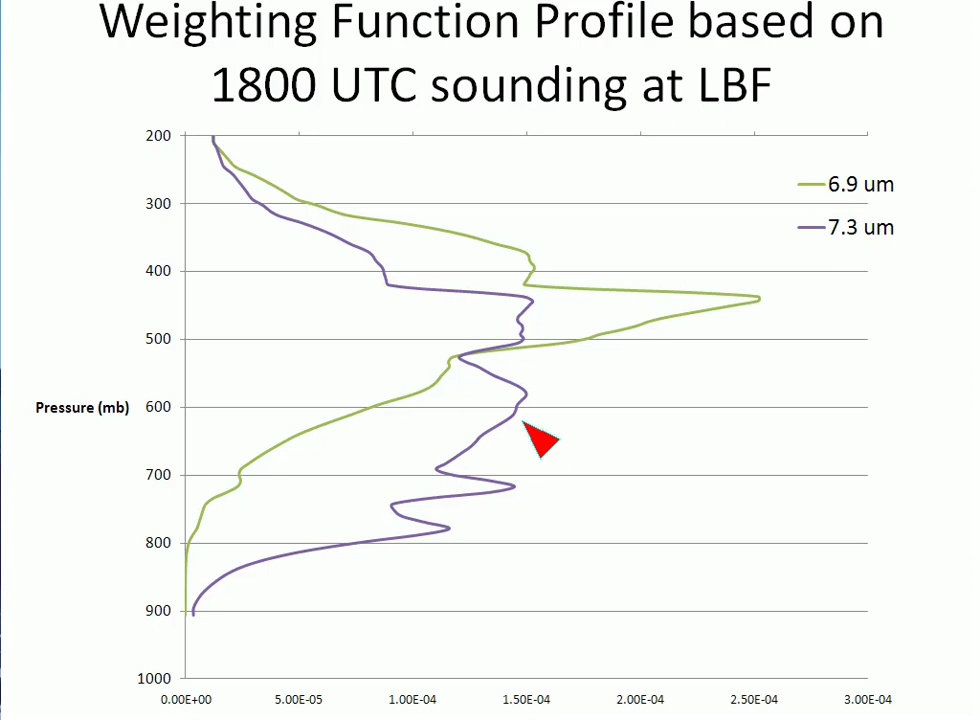 Weighting Function Profile based on
1800 UTC sounding at LBF
200
6.9 um
300
7.3 um
400
500
Pressure (mb)
600
700
800
900
1000
0.00E+00 5.00E-05 1.00E-04 1.50E-04 2.00E-04 2.50E-04 3.00E-04